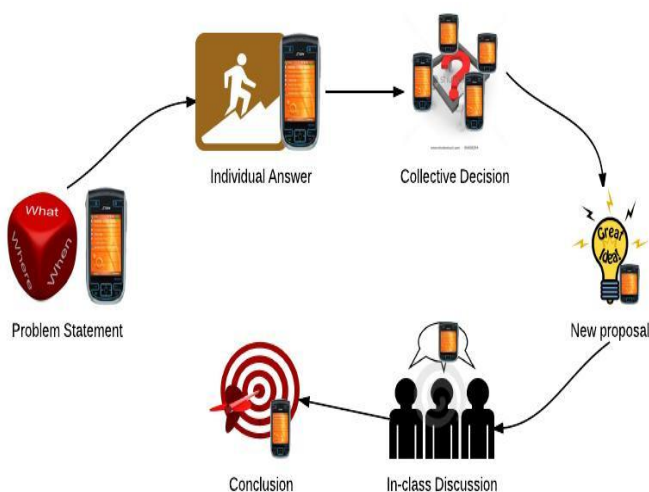 What
Where
When
Problem Statement
Individual Answer
Collective Decision
Great
Idea
New proposal
In-class Discussion
Conclusion